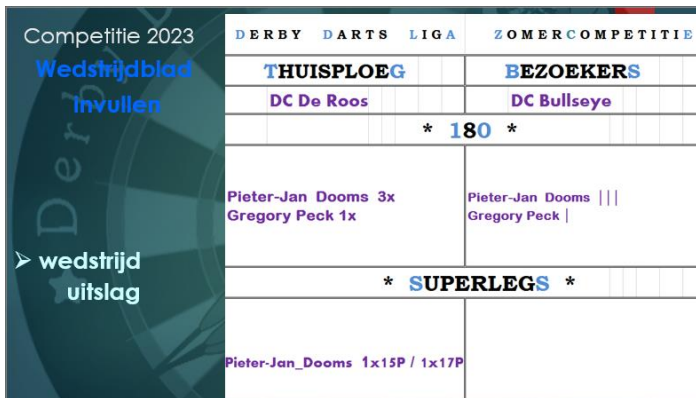 Competitie 2023
Wedstrijdblad
Invullen
➢ wedstrijd
uitslag
DERBY DARTS LIGA ZOMERCOMPETITIE
THUISPLOEG BEZOEKERS
DC De Roos DC Bullseye
* 180 *
Pieter-Jan Dooms 3x Pieter-Jan Dooms |||
Gregory Peck 1x Gregory Peck |
* SUPERLEGS *
Pieter-Jan_Dooms 1x15P / 1x17P
Derby
D